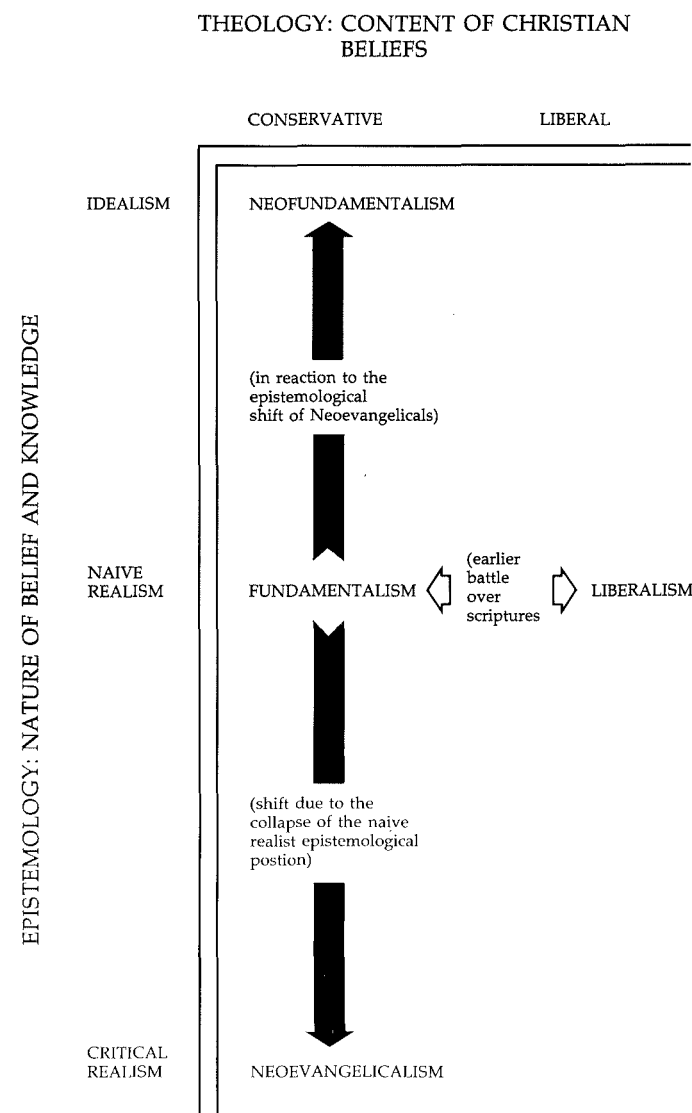 THEOLOGY: CONTENT OF CHRISTIAN
BELIEFS
CONSERVATIVE
LIBERAL
EPISTEMOLOGY: NATURE OF BELIEF AND KNOWLEDGE
IDEALISM
NEOFUNDAMENTALISM
(in reaction to the
epistemological
shift of Neoevangelicals)
NAIVE
REALISM
FUNDAMENTALISM
(earlier
battle
over
scriptures
LIBERALISM
(shift due to the
collapse of the naive
realist epistemological
postion)
CRITICAL
REALISM
NEOEVANGELICALISM